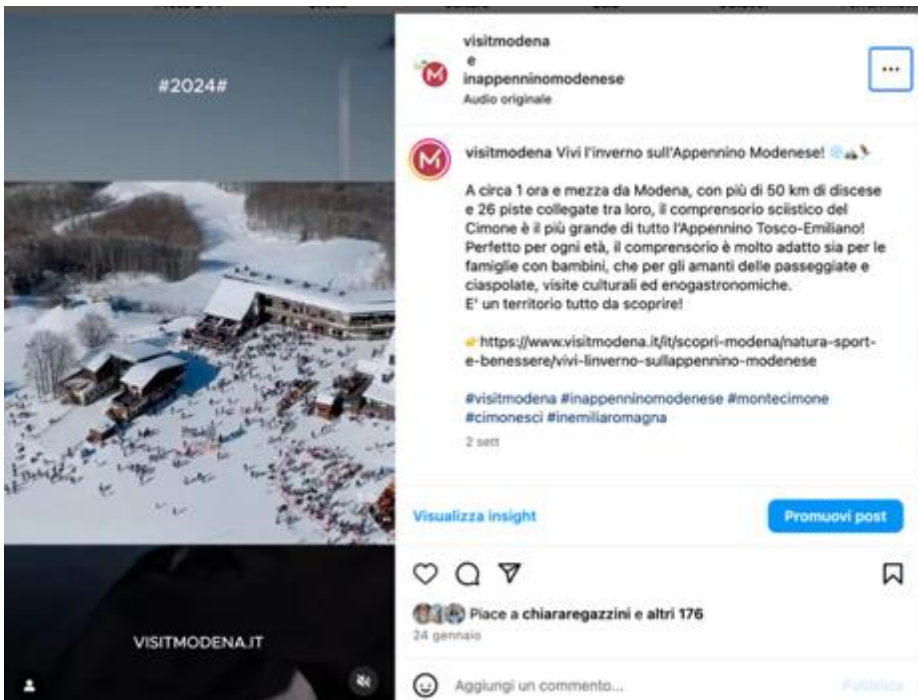 #2024#
VISITMODENA.IT
visitmodena
e
inappenninomodenese
Audio originale
visitmodena Vivi l'inverno sull'Appennino Modenese!
A circa 1 ora e mezza da Modena, con più di 50 km di discese
e 26 piste collegate tra loro, il comprensorio sciistico del
Cimone è il più grande di tutto l'Appennino Tosco-Emiliano!
Perfetto per ogni età, il comprensorio è molto adatto sia per le
famiglie con bambini, che per gli amanti delle passeggiate e
ciaspolate, visite culturali ed enogastronomiche.
E' un territorio tutto da scoprire!
👉https://www.visitmodena.it/it/scopri-modena/natura-sport-
e-benessere/vivi-linverno-sullappennino-modenese
#visitmodena #inappenninomodenese #montecimone
#cimonesci #inemiliaromagna
2 sett
Visualizza insight
Promuovi post
Piace a chiararegazzini e altri 176
24 gennaio
Aggiungi un commento...
Pubblica